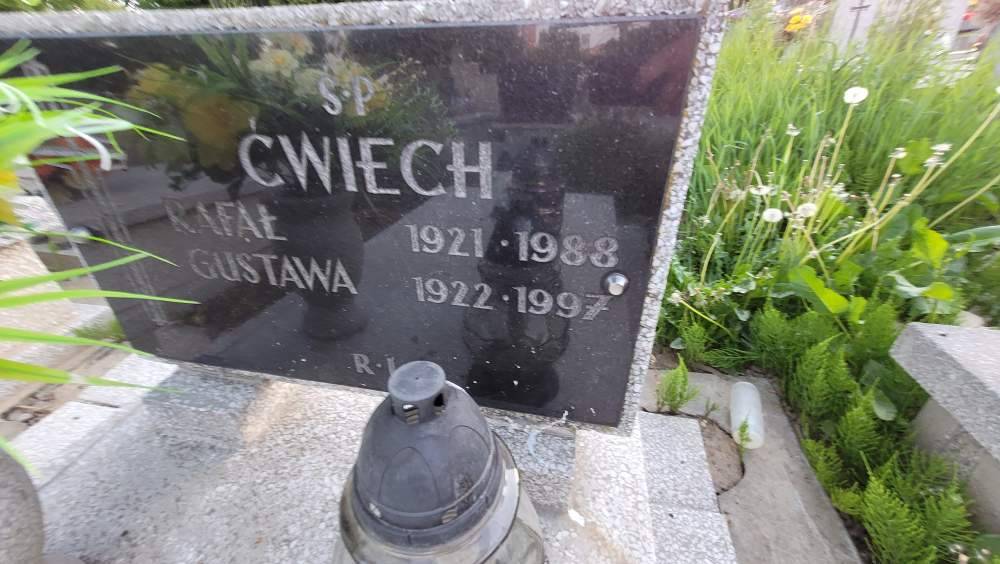 Ś·P
ĆWIECH
RAFAŁ 1921·1988
GUSTAWA 1922·1997
R.I.